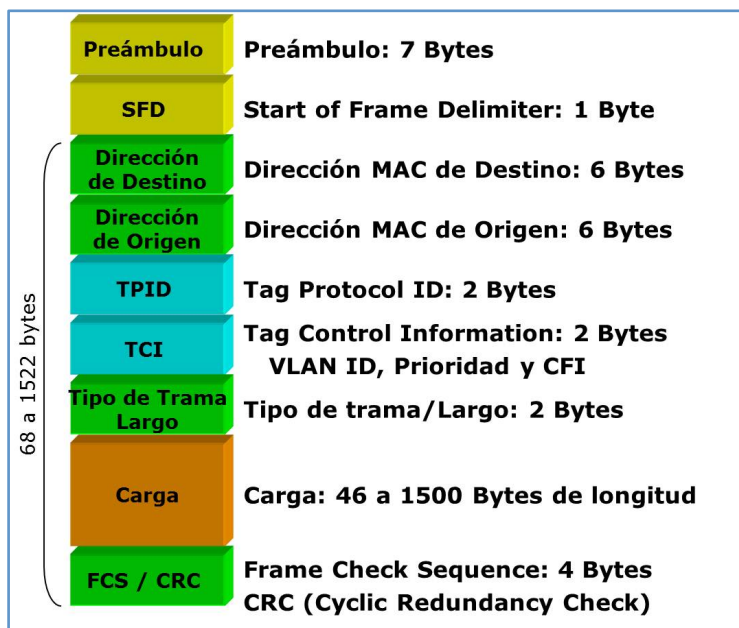 Preámbulo
Preámbulo: 7 Bytes
SFD
Start of Frame Delimiter: 1 Byte
Dirección
de Destino
Dirección MAC de Destino: 6 Bytes
Dirección
de Origen
Dirección MAC de Origen: 6 Bytes
TPID
Tag Protocol ID: 2 Bytes
TCI
Tag Control Information: 2 Bytes
VLAN ID, Prioridad y CFI
Tipo de Trama
Largo
Tipo de trama/Largo: 2 Bytes
Carga
Carga: 46 a 1500 Bytes de longitud
FCS / CRC
Frame Check Sequence: 4 Bytes
CRC (Cyclic Redundancy Check)
68 a 1522 bytes